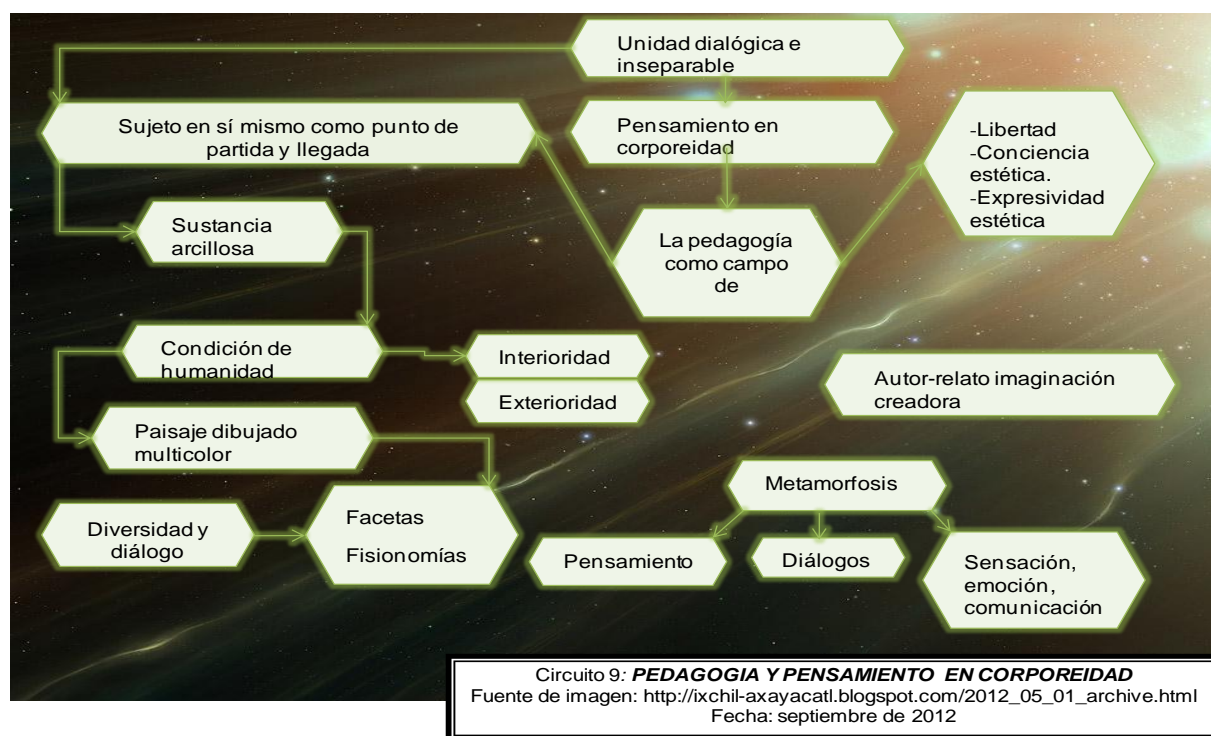 Unidad dialógica e
inseparable
Sujeto en sí mismo como punto de
partida y llegada
Pensamiento en
corporeidad
-Libertad
-Conciencia
estética.
-Expresividad
estética
Sustancia
arcillosa
La pedagogía
como campo
de
Condición de
humanidad
Interioridad
Exterioridad
Autor-relato imaginación
creadora
Paisaje dibujado
multicolor
Metamorfosis
Diversidad y
diálogo
Facetas
Fisionomías
Pensamiento
Diálogos
Sensación,
emoción,
comunicación
Circuito 9: PEDAGOGIA Y PENSAMIENTO EN CORPOREIDAD
Fuente de imagen: http://ixchil-axayacatl.blogspot.com/2012_05_01_archive.html
Fecha: septiembre de 2012